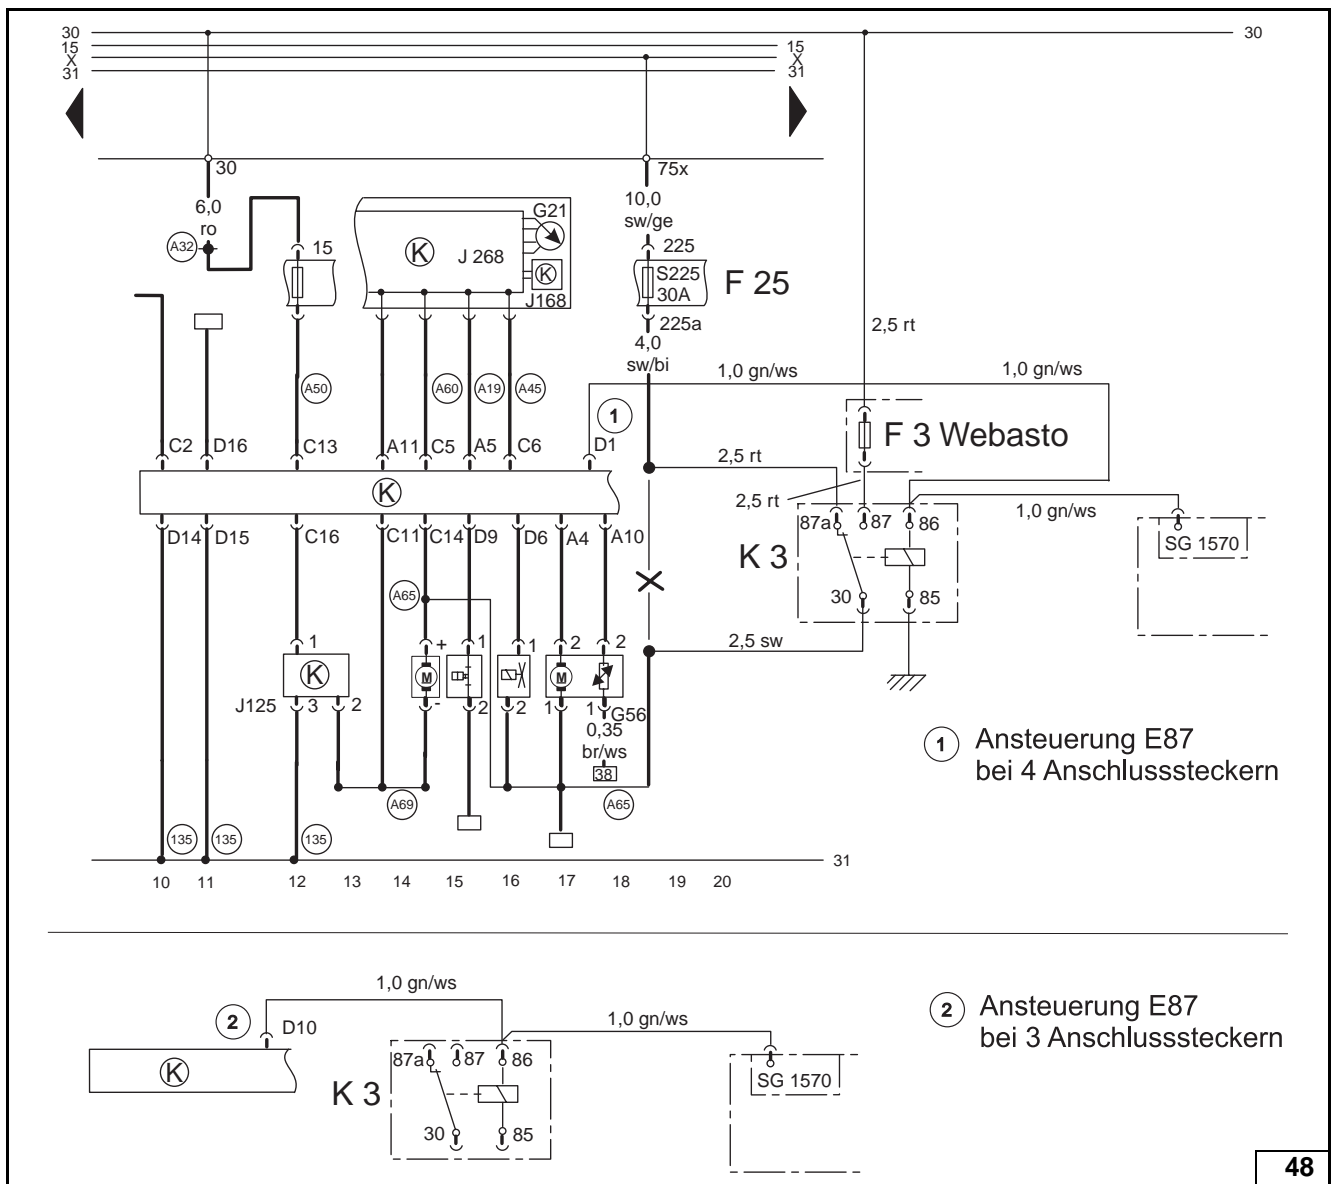 30
15
X
31
30
15
X
31
30
75x
6,0
ro
A32
15
G21
K
J 268
K
J168
10,0
sw/ge
225
S225
30A
F 25
225a
4,0
sw/bi
2,5 rt
1,0 gn/ws
1,0 gn/ws
A50
A60
A19
A45
1
C2
D16
C13
A11
C5
A5
C6
D1
F 3 Webasto
2,5 rt
2,5 rt
1,0 gn/ws
K
D14
D15
C16
C11
C14
D9
D6
A4
A10
87a
87
86
K 3
30
85
SG 1570
A65
2,5 sw
1
K
J125
3
2
+
M
-
1
2
1
2
2
M
1
2
1
G56
0,35
br/ws
38
A69
A65
1 Ansteuerung E87
bei 4 Anschlusssteckern
135
135
135
31
10 11 12 13 14 15 16 17 18 19 20
1,0 gn/ws
2
D10
K
1,0 gn/ws
87a
87
86
K 3
30
85
SG 1570
2 Ansteuerung E87
bei 3 Anschlusssteckern
48